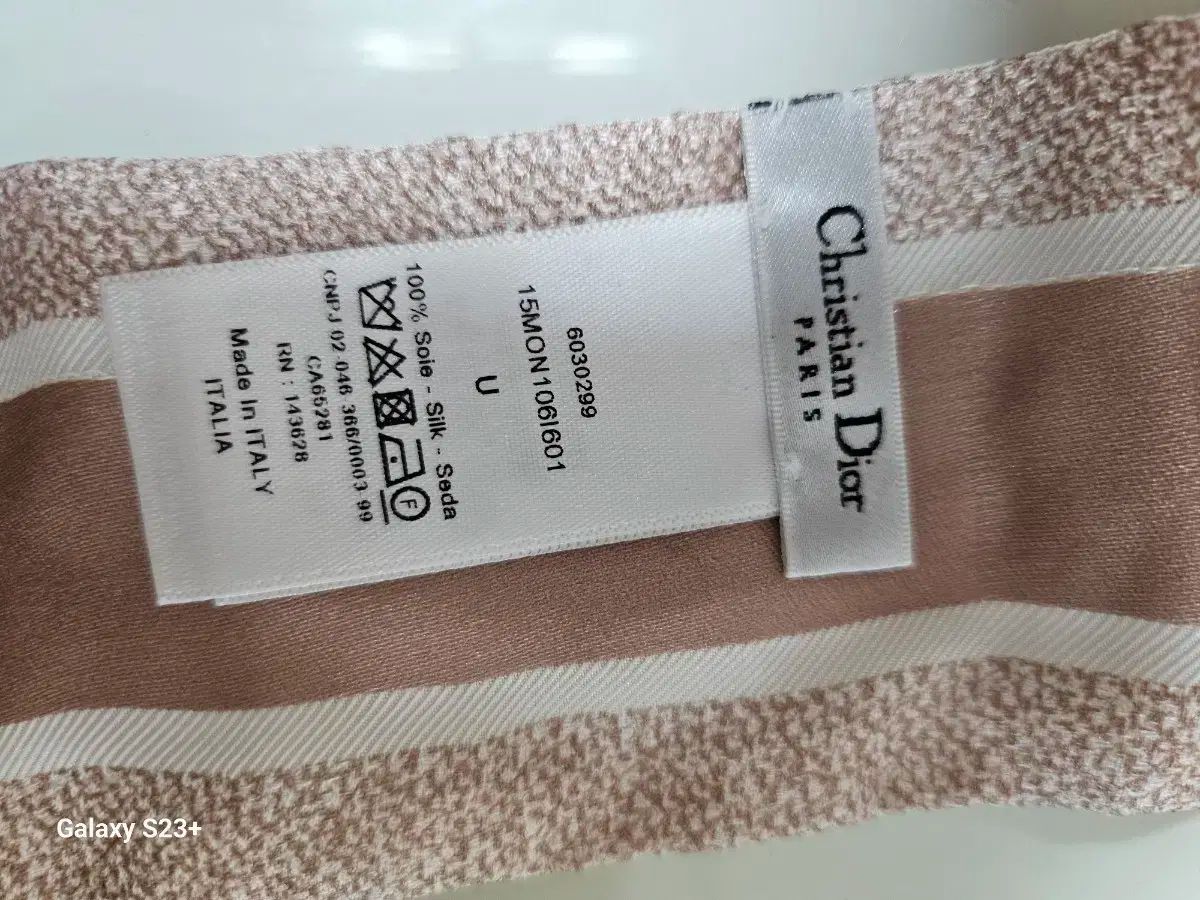 Christian Dior
PARIS
6030299
15MON106I601
U
100% Soie - Silk - Seda
F
CNPJ 02 046 366/0003-99
CA65281
RN : 143628
Made In ITALY
ITALIA
Galaxy S23+